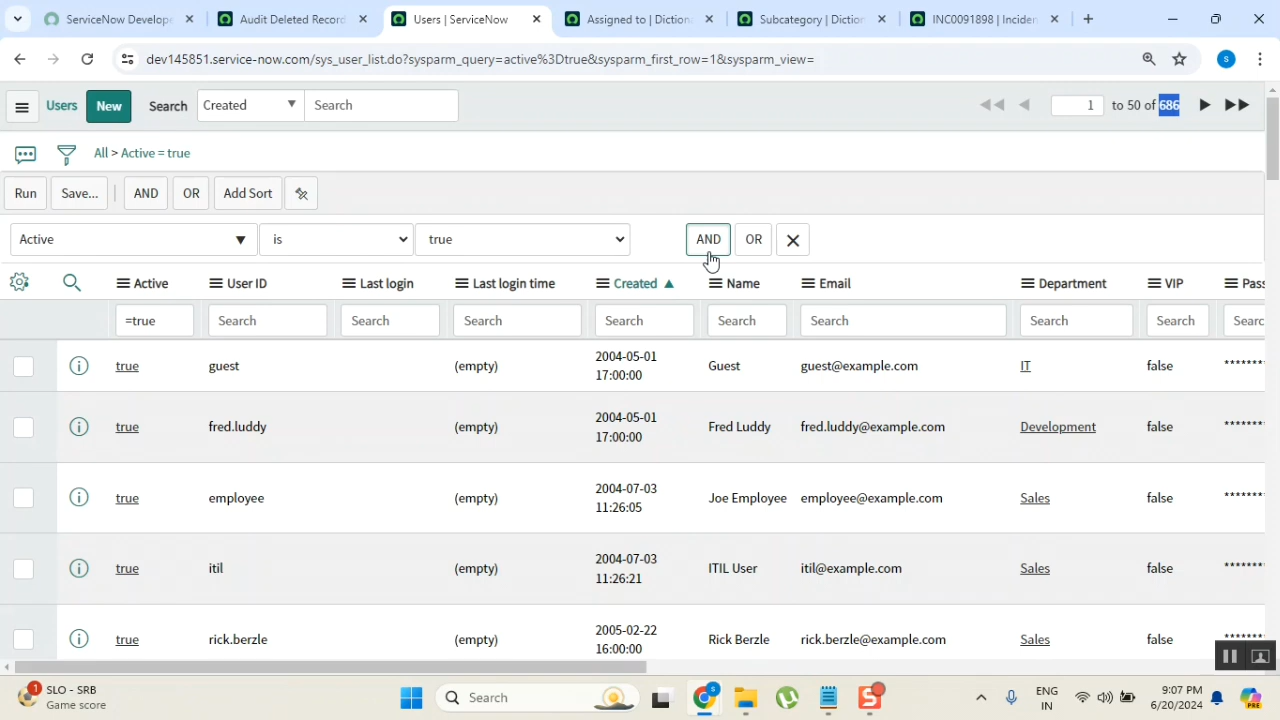 ServiceNow Develope
Audit Deleted Record
Users | ServiceNow
Assigned to | Diction
Subcategory | Diction
INC0091898 | Inciden
dev145851.service-now.com/sys_user_list.do?sysparm_query=active%3Dtrue&sysparm_first_row=1&sysparm_view=
s
Users New Search Created Search 1 to 50 of 686
All > Active = true
Run Save... AND OR Add Sort
Active is true AND OR
Active User ID Last login Last login time Created Name Email Department VIP Pass
=true Search Search Search Search Search Search Search Search Searc
true guest (empty) 2004-05-01 17:00:00 Guest guest@example.com IT false ********
true fred.luddy (empty) 2004-05-01 17:00:00 Fred Luddy fred.luddy@example.com Development false ********
true employee (empty) 2004-07-03 11:26:05 Joe Employee employee@example.com Sales false ********
true itil (empty) 2004-07-03 11:26:21 ITIL User itil@example.com Sales false ********
true rick.berzle (empty) 2005-02-22 16:00:00 Rick Berzle rick.berzle@example.com Sales false ********
1 SLO - SRB
Game score
Search
ENG
IN
9:07 PM
6/20/2024
PRE